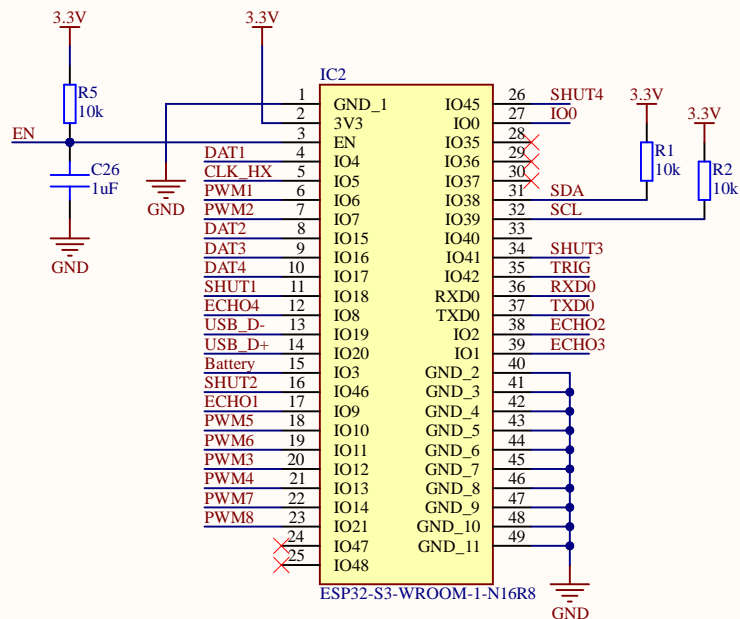 3.3V
3.3V
IC2
R5
10k
EN
C26
1uF
GND
GND
1 GND_1
2 3V3
3 EN
DAT1 4 IO4
CLK_HX 5 IO5
PWM1 6 IO6
PWM2 7 IO7
DAT2 8 IO15
DAT3 9 IO16
DAT4 10 IO17
SHUT1 11 IO18
ECHO4 12 IO8
USB_D- 13 IO19
USB_D+ 14 IO20
Battery 15 IO3
SHUT2 16 IO46
ECHO1 17 IO9
PWM5 18 IO10
PWM6 19 IO11
PWM3 20 IO12
PWM4 21 IO13
PWM7 22 IO14
PWM8 23 IO21
24 IO47
25 IO48
IO45 26 SHUT4
IO0 27 IO0
IO35 28
IO36 29
IO37 30
IO38 31 SDA
IO39 32 SCL
IO40 33
IO41 34 SHUT3
IO42 35 TRIG
RXD0 36 RXD0
TXD0 37 TXD0
IO2 38 ECHO2
IO1 39 ECHO3
GND_2 40
GND_3 41
GND_4 42
GND_5 43
GND_6 44
GND_7 45
GND_8 46
GND_9 47
GND_10 48
GND_11 49
3.3V
R1
10k
3.3V
R2
10k
ESP32-S3-WROOM-1-N16R8
GND